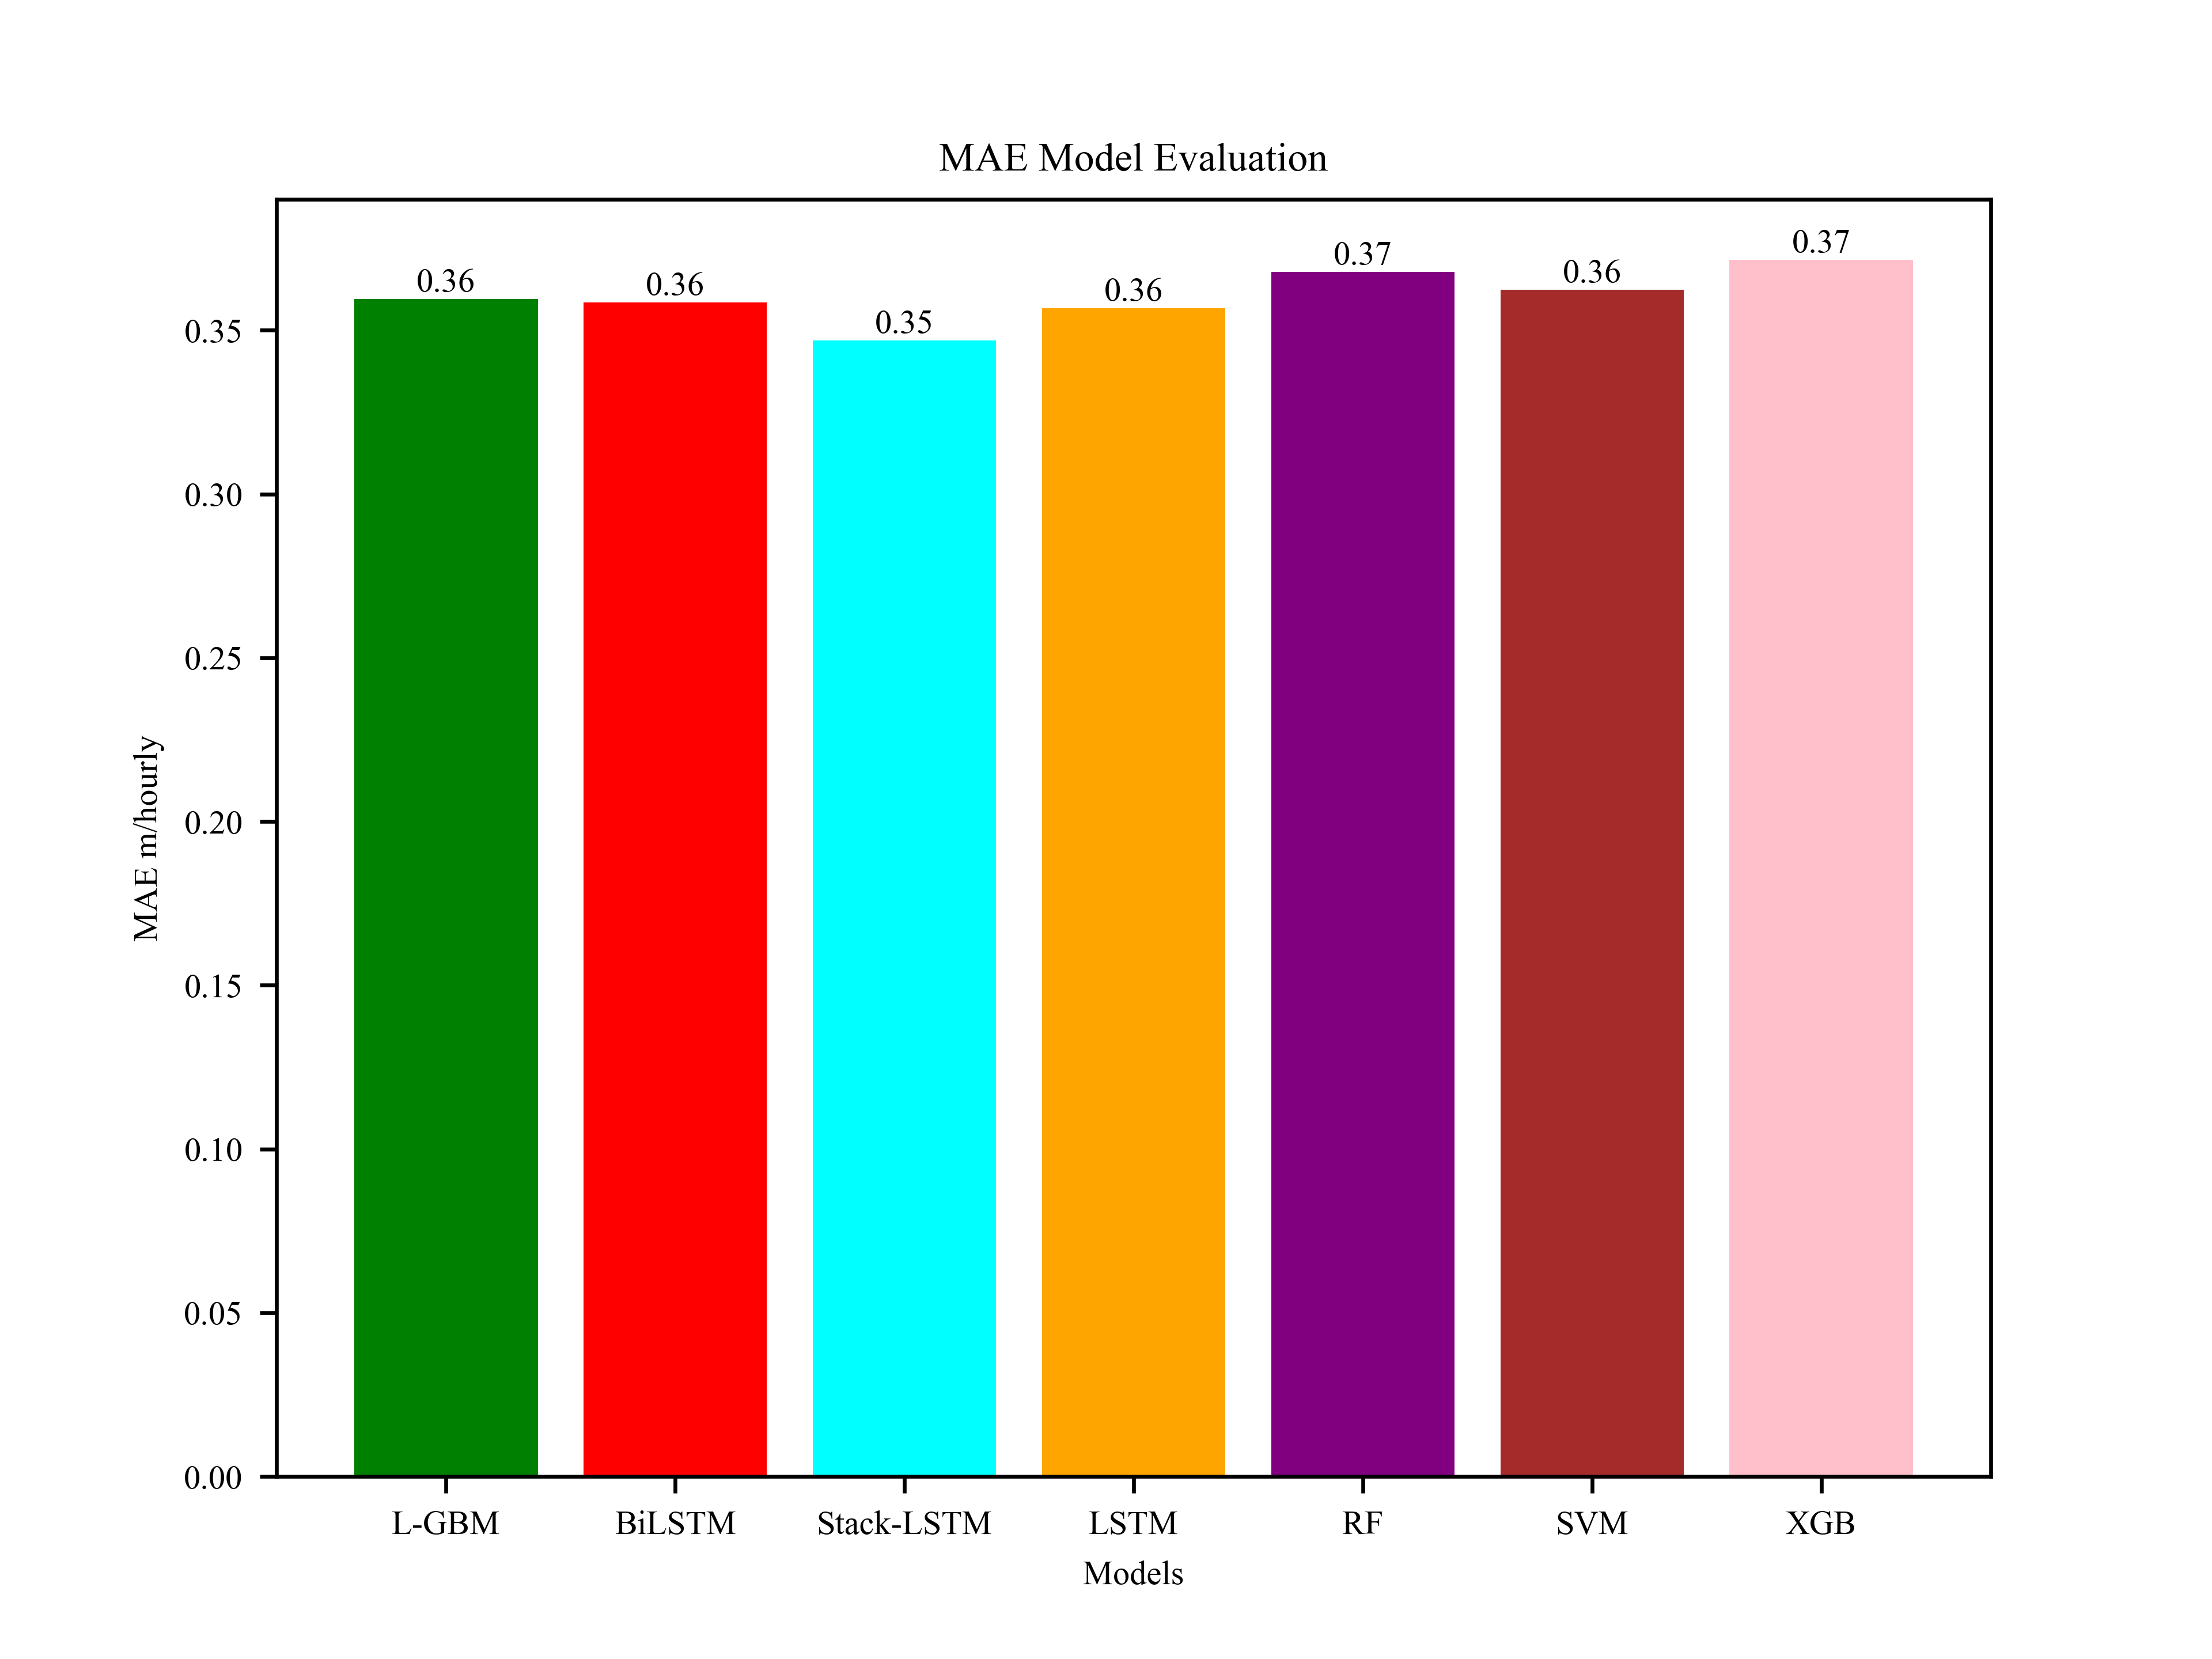 MAE Model Evaluation
0.36
0.36
0.35
0.36
0.37
0.36
0.37
MAE m/hourly
0.35
0.30
0.25
0.20
0.15
0.10
0.05
0.00
L-GBM
BiLSTM
Stack-LSTM
LSTM
RF
SVM
XGB
Models